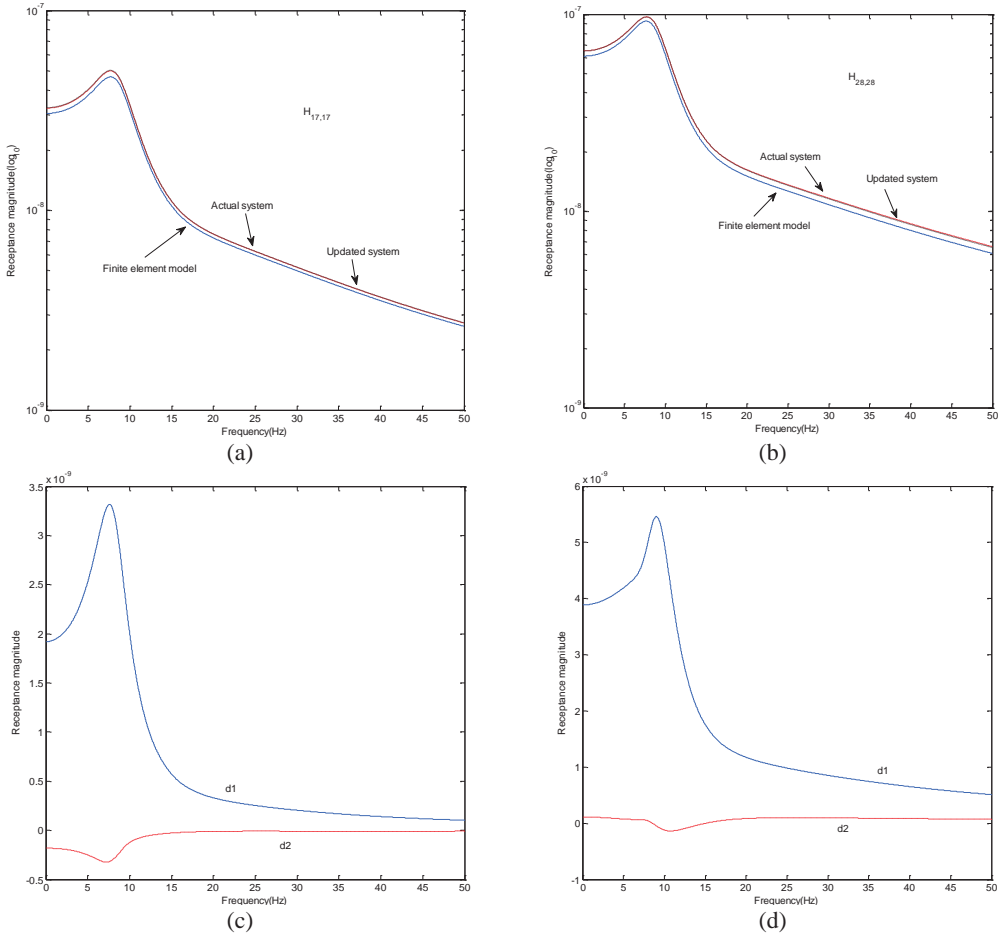 10^-7
10^-8
10^-9
Receptance magnitude(log10)
H17,17
Actual system
Updated system
Finite element model
0 5 10 15 20 25 30 35 40 45 50
Frequency(Hz)
(a)
10^-7
10^-8
10^-9
Receptance magnitude(log10)
H28,28
Actual system
Updated system
Finite element model
0 5 10 15 20 25 30 35 40 45 50
Frequency(Hz)
(b)
x 10^-9
3.5
3
2.5
2
1.5
1
0.5
0
-0.5
Receptance magnitude
d1
d2
0 5 10 15 20 25 30 35 40 45 50
Frequency(Hz)
(c)
x 10^-9
6
5
4
3
2
1
0
-1
Receptance magnitude
d1
d2
0 5 10 15 20 25 30 35 40 45 50
Frequency(Hz)
(d)